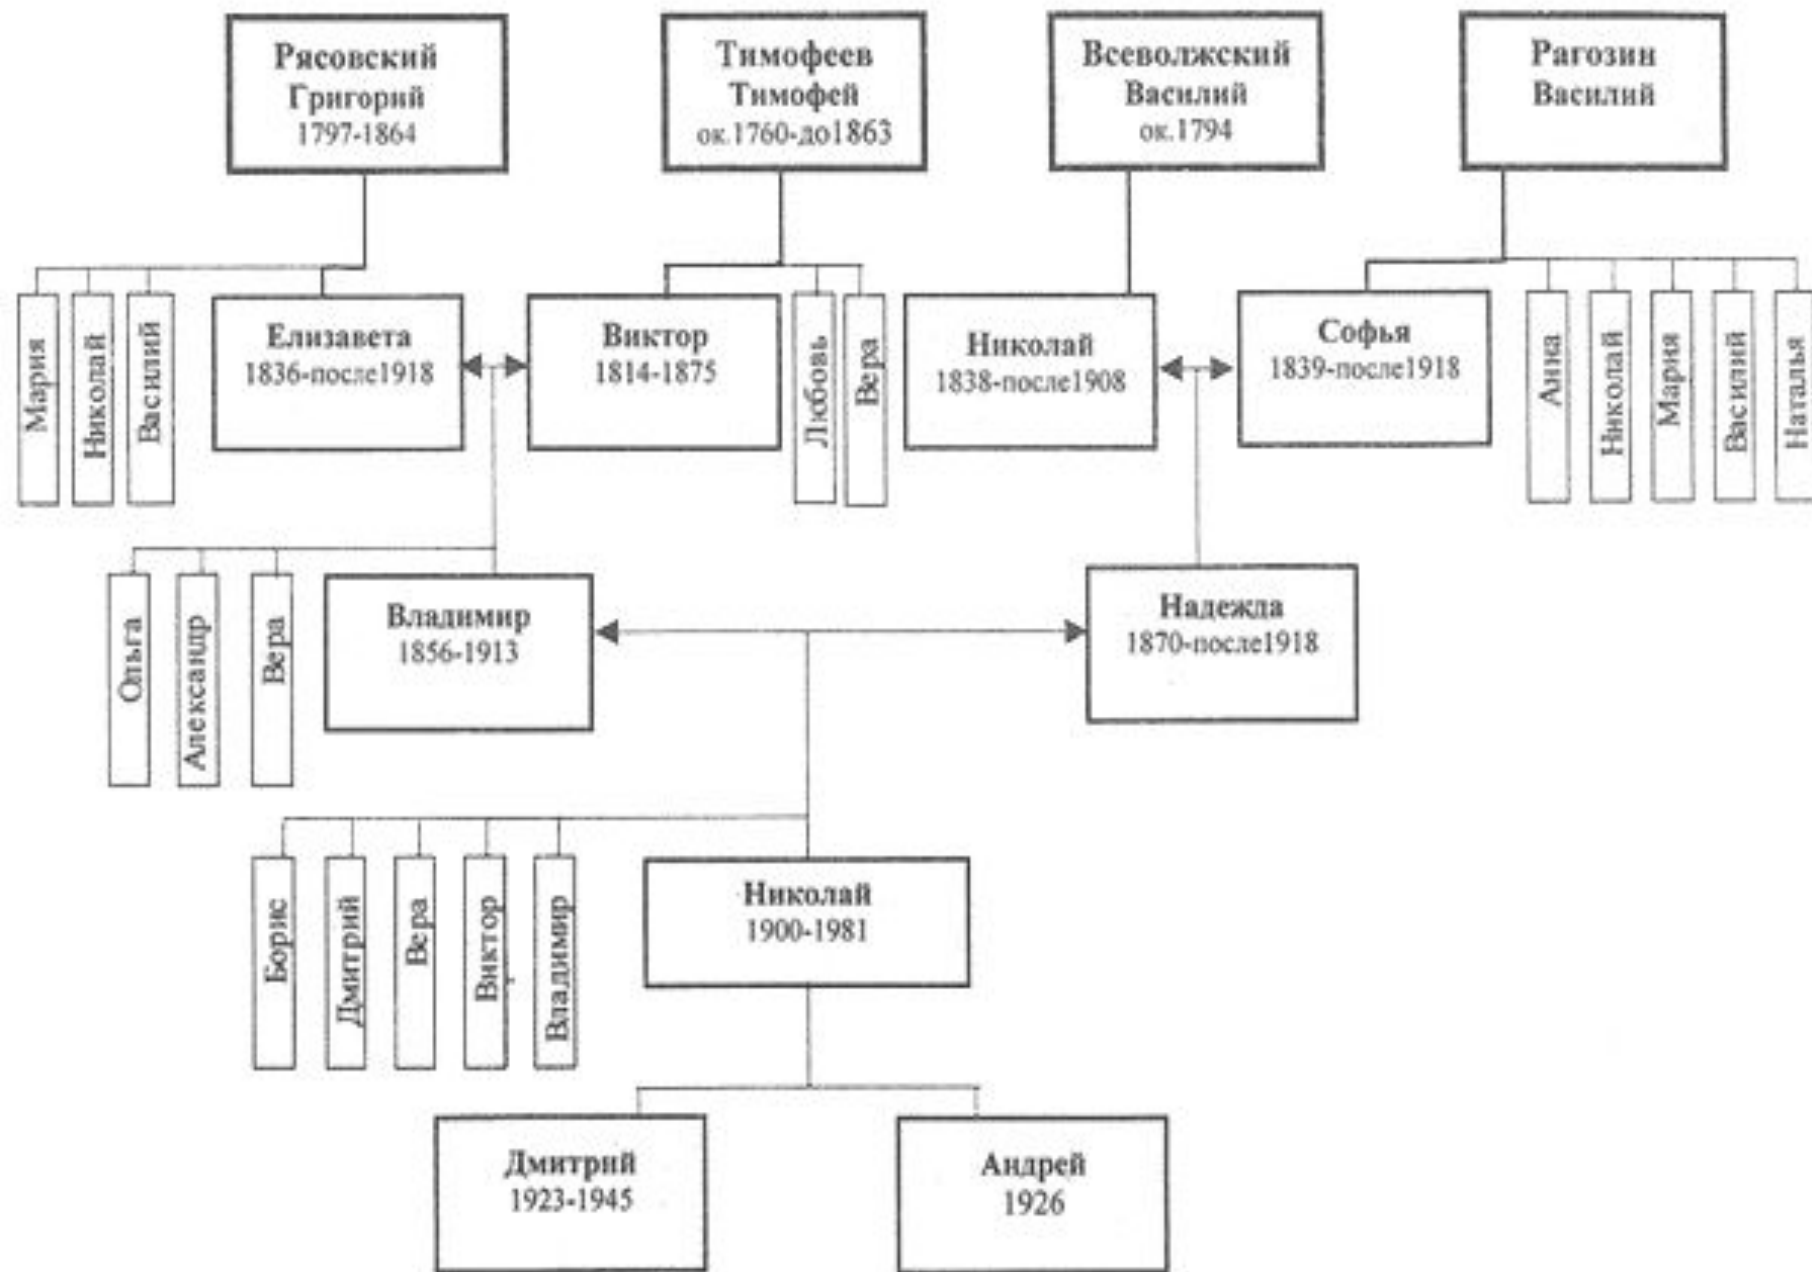 Рясовский
Григорий
1797-1864
Тимофеев
Тимофей
ок.1760-до1863
Всеволжский
Василий
ок.1794
Рагозин
Василий
Мария
Николай
Василий
Елизавета
1836-после1918
Виктор
1814-1875
Любовь
Вера
Николай
1838-после1908
Софья
1839-после1918
Анна
Николай
Мария
Василий
Наталья
Ольга
Александр
Вера
Владимир
1856-1913
Надежда
1870-после1918
Борис
Дмитрий
Вера
Виктор
Владимир
Николай
1900-1981
Дмитрий
1923-1945
Андрей
1926